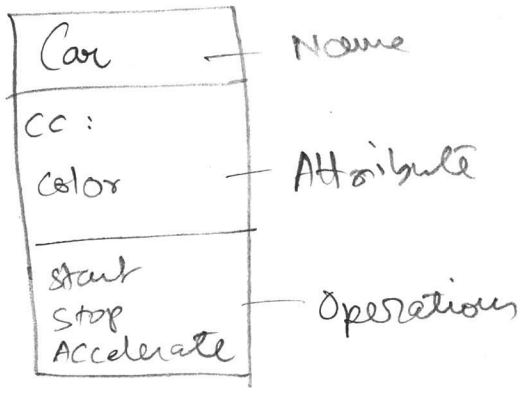 Car
Name
CC :
Color
Attribute
Start
Stop
Accelerate
Operations